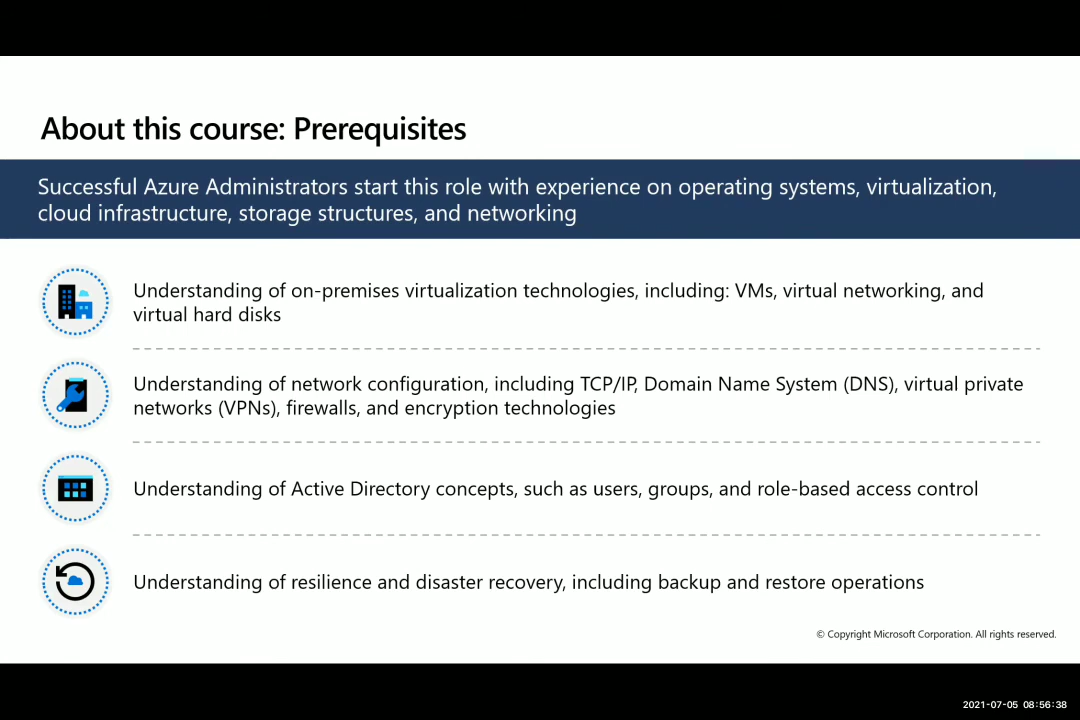 About this course: Prerequisites
Successful Azure Administrators start this role with experience on operating systems, virtualization,
cloud infrastructure, storage structures, and networking
Understanding of on-premises virtualization technologies, including: VMs, virtual networking, and
virtual hard disks
Understanding of network configuration, including TCP/IP, Domain Name System (DNS), virtual private
networks (VPNs), firewalls, and encryption technologies
Understanding of Active Directory concepts, such as users, groups, and role-based access control
Understanding of resilience and disaster recovery, including backup and restore operations
© Copyright Microsoft Corporation. All rights reserved.
2021-07-05 08:56:38